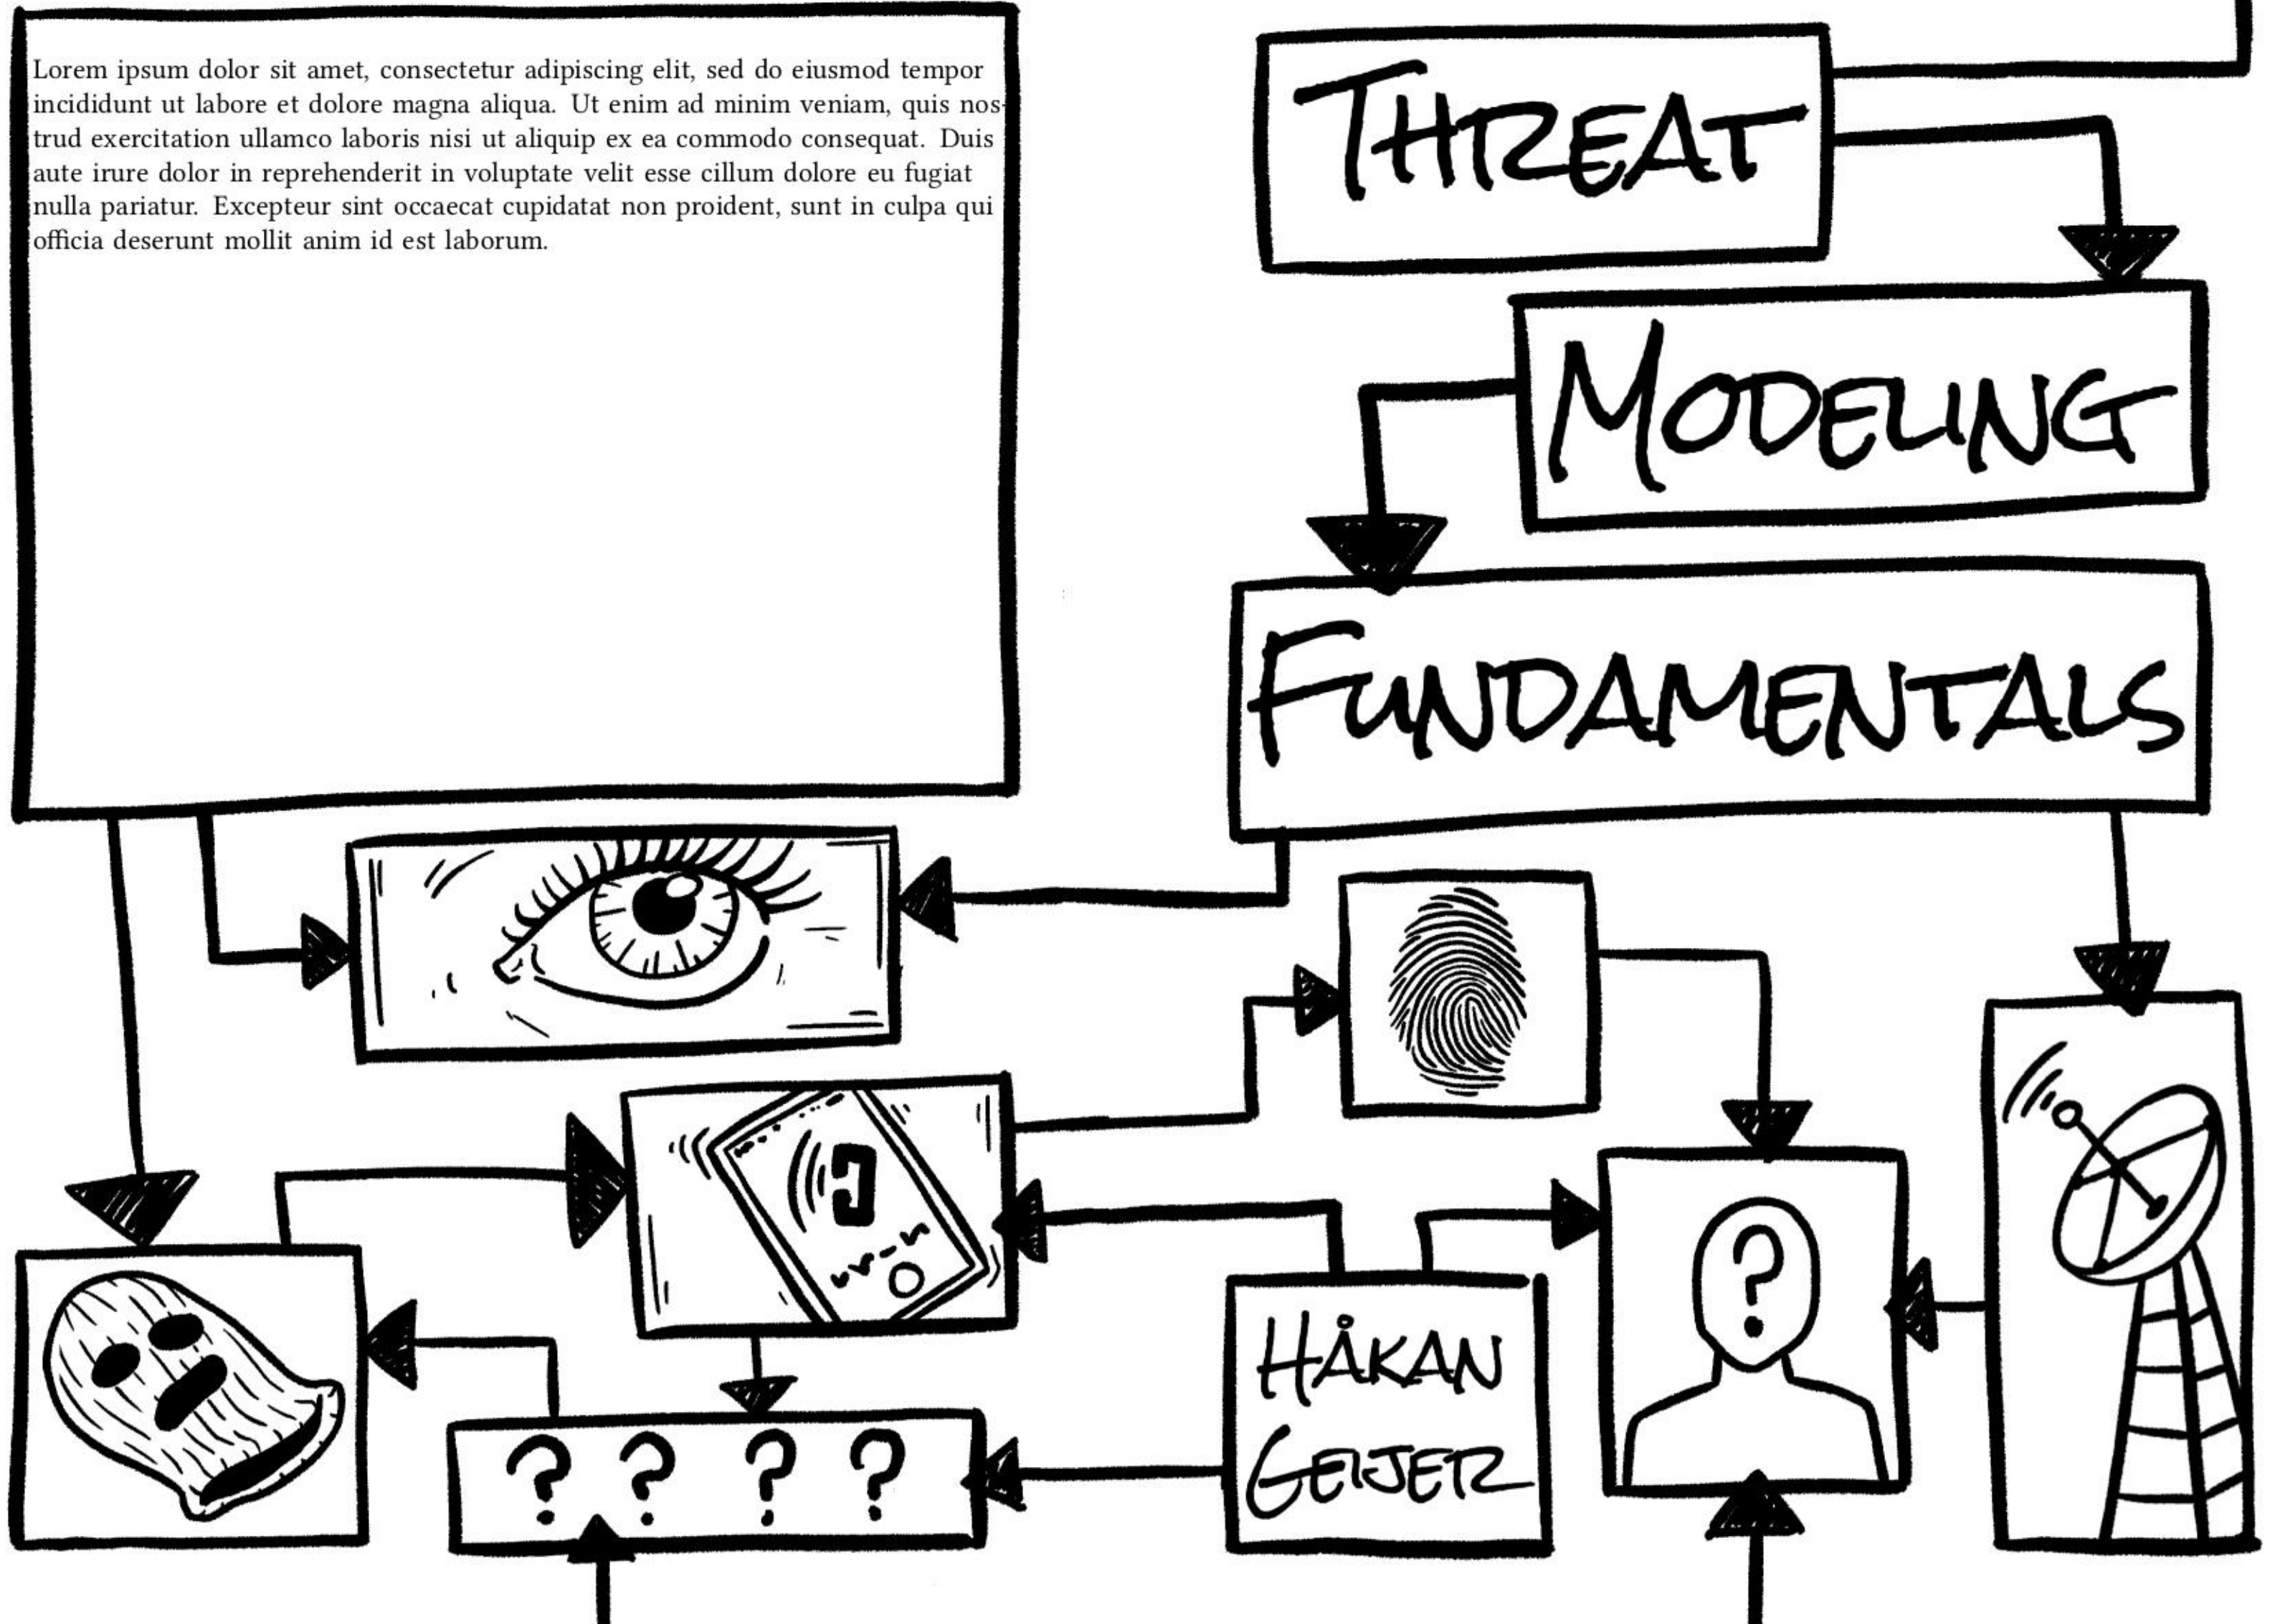 Lorem ipsum dolor sit amet, consectetur adipiscing elit, sed do eiusmod tempor
incididunt ut labore et dolore magna aliqua. Ut enim ad minim veniam, quis nos-
trud exercitation ullamco laboris nisi ut aliquip ex ea commodo consequat. Duis
aute irure dolor in reprehenderit in voluptate velit esse cillum dolore eu fugiat
nulla pariatur. Excepteur sint occaecat cupidatat non proident, sunt in culpa qui
officia deserunt mollit anim id est laborum.
THREAT
MODELING
FUNDAMENTALS
?
HÅKAN
GEIJER
? ? ? ?